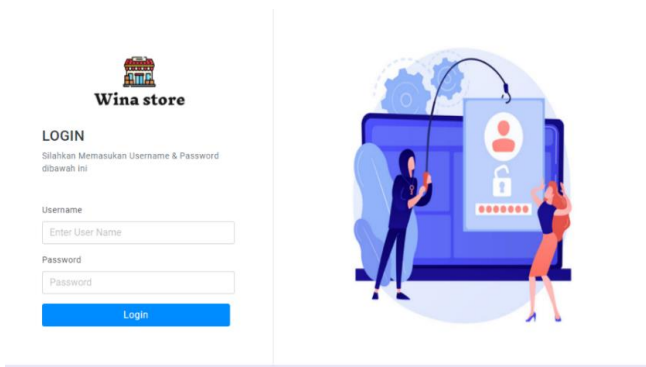 Wina store
LOGIN
Silahkan Memasukan Username & Password
dibawah ini
Username
Enter User Name
Password
Password
Login